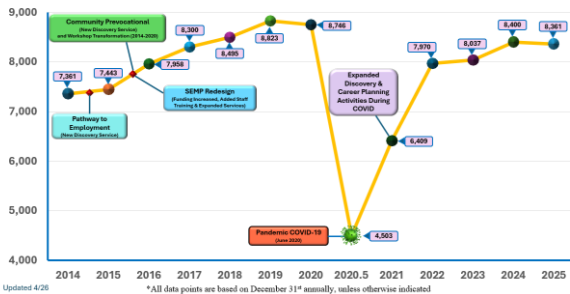 9,000
8,000
7,000
6,000
5,000
4,000
Community Prevocational
(New Discovery Service)
and Workshop Transformation (2014-2020)
7,361
7,443
7,958
8,300
8,495
8,823
8,746
Pathway to
Employment
(New Discovery Service)
SEMP Redesign
(Funding Increased, Added Staff
Training & Expanded Services)
Expanded
Discovery &
Career Planning
Activities During
COVID
7,970
8,037
8,400
8,361
6,409
Pandemic COVID-19
(June 2020)
4,503
2014 2015 2016 2017 2018 2019 2020 2020.5 2021 2022 2023 2024 2025
Updated 4/26
*All data points are based on December 31st annually, unless otherwise indicated